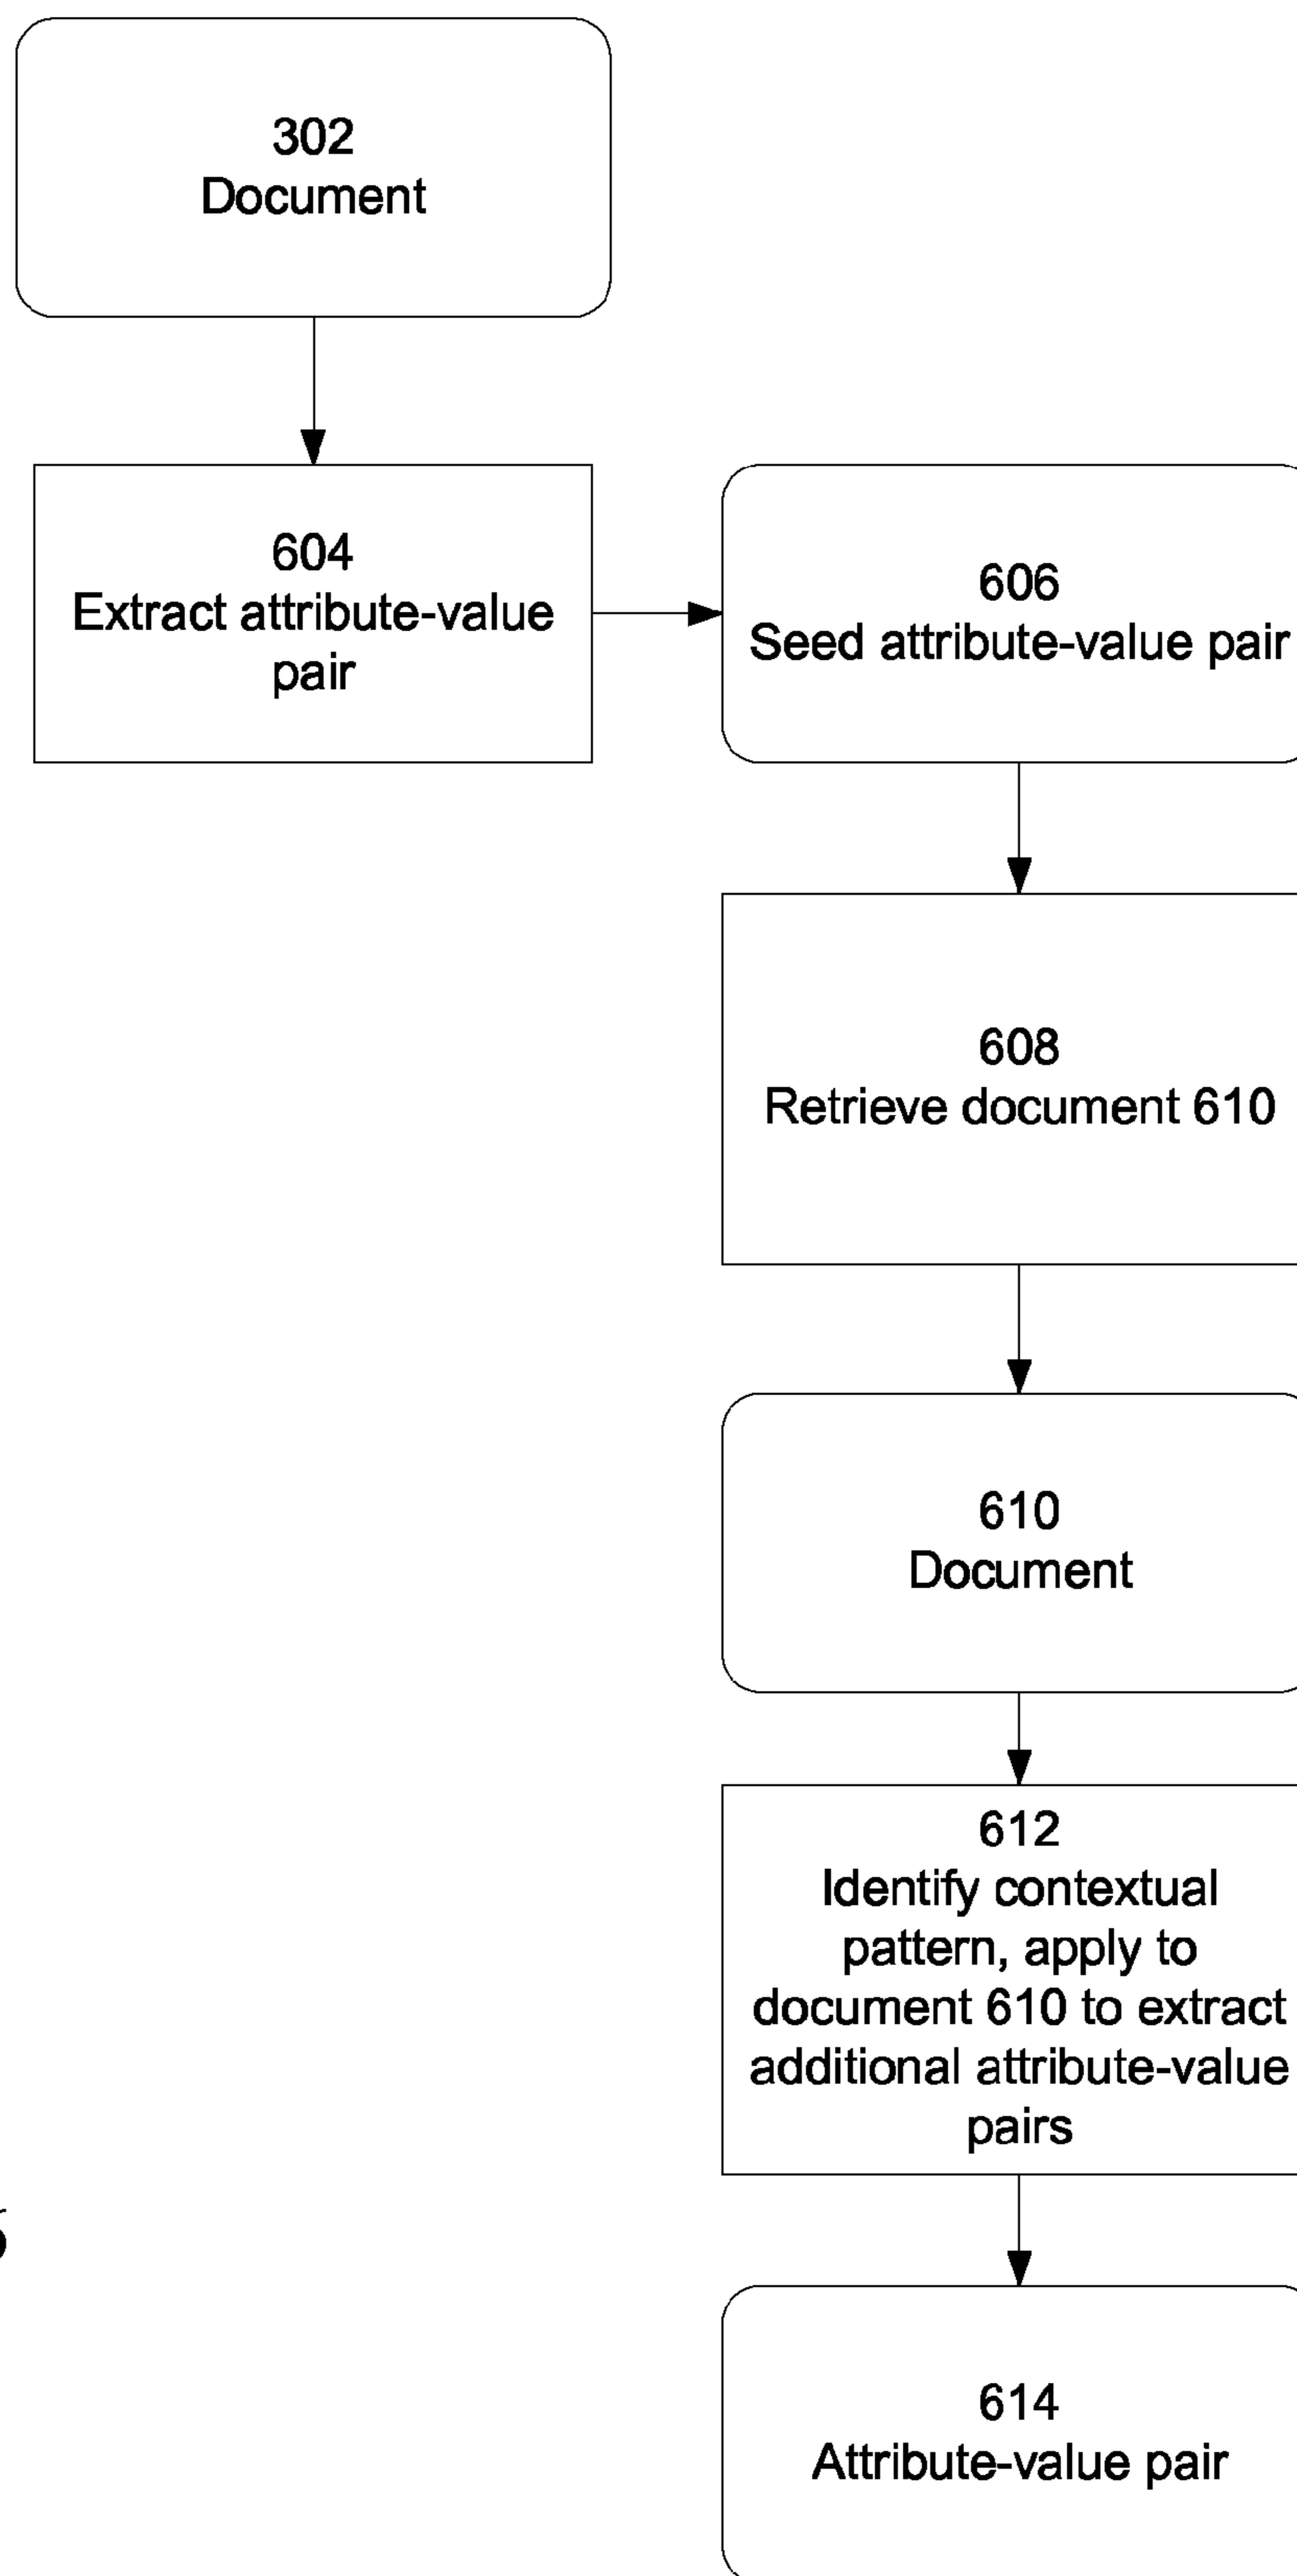 302
Document
604
Extract attribute-value
pair
606
Seed attribute-value pair
608
Retrieve document 610
610
Document
612
Identify contextual
pattern, apply to
document 610 to extract
additional attribute-value
pairs
614
Attribute-value pair